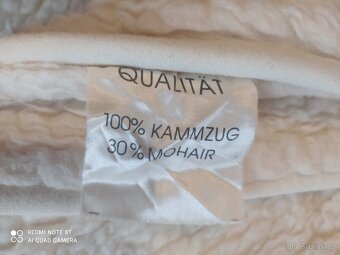 QUALITÄT
100% KAMMZUG
30% MOHAIR
REDMI NOTE 8T
AI QUAD CAMERA